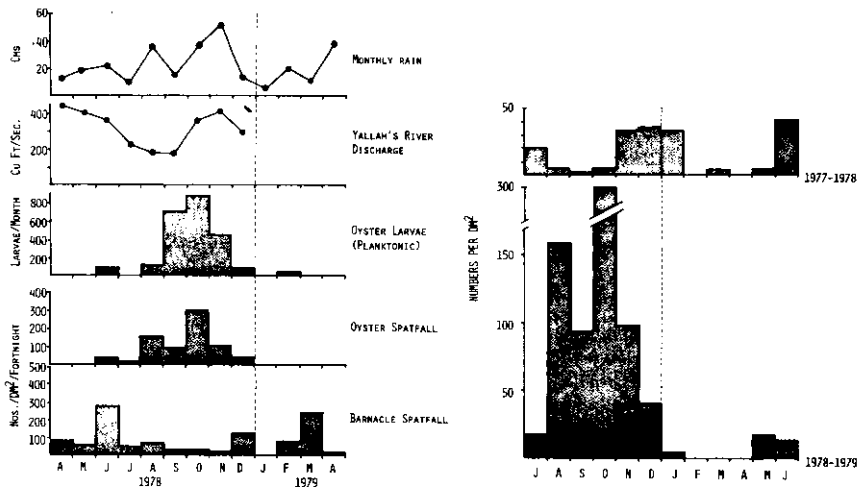 60
40
20
CMS
MONTHLY RAIN
400
200
CU FT/SEC.
YALLAH'S RIVER
DISCHARGE
800
600
400
200
LARVAE/MONTH
OYSTER LARVAE
(PLANKTONIC)
400
300
200
100
OYSTER SPATFALL
500
400
300
200
100
NOS./DM²/FORTNIGHT
BARNACLE SPATFALL
A M J J A S O N D J F M A
1978 1979
50
1977-1978
300
150
100
50
NUMBERS PER DM²
J A S O N D J F M A M J
1978-1979